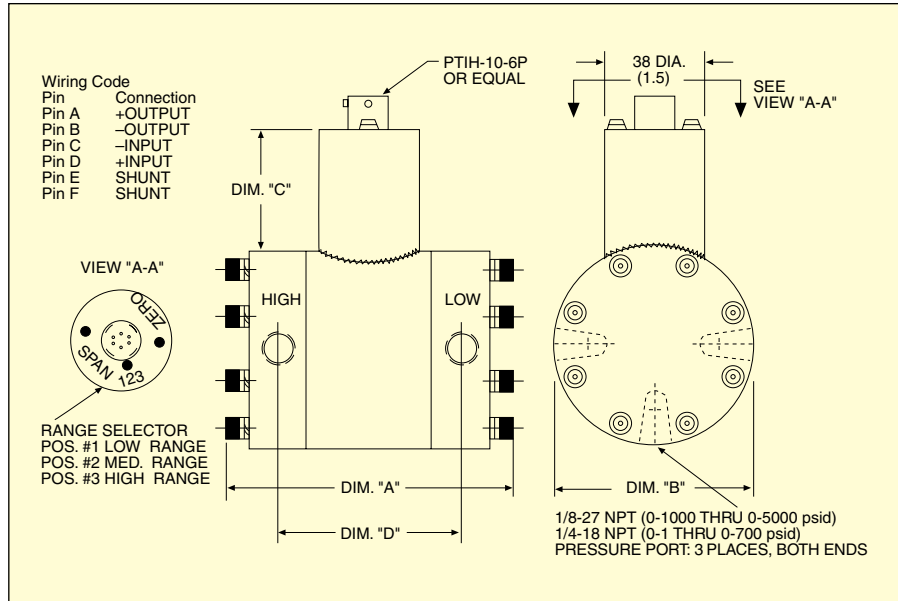 Wiring Code
Pin Connection
Pin A +OUTPUT
Pin B –OUTPUT
Pin C –INPUT
Pin D +INPUT
Pin E SHUNT
Pin F SHUNT
PTIH-10-6P
OR EQUAL
38 DIA.
(1.5)
SEE
VIEW "A-A"
DIM. "C"
VIEW "A-A"
ZERO
SPAN 123
HIGH
LOW
RANGE SELECTOR
POS. #1 LOW RANGE
POS. #2 MED. RANGE
POS. #3 HIGH RANGE
DIM. "A"
DIM. "D"
DIM. "B"
1/8-27 NPT (0-1000 THRU 0-5000 psid)
1/4-18 NPT (0-1 THRU 0-700 psid)
PRESSURE PORT: 3 PLACES, BOTH ENDS